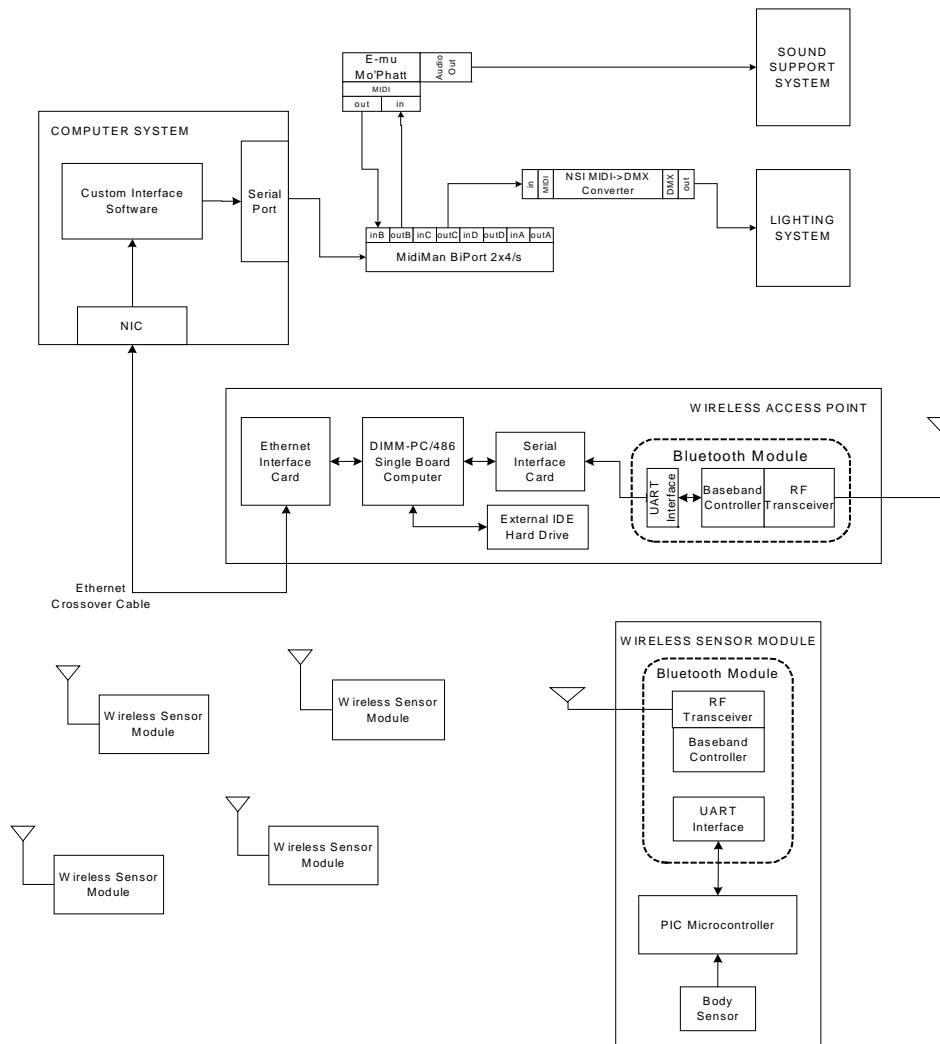 SOUND
SUPPORT
SYSTEM
E-mu
Mo'Phatt
Audio
Out
MIDI
out
in
COMPUTER SYSTEM
Custom Interface
Software
Serial
Port
NIC
in
MIDI
NSI MIDI->DMX
Converter
DMX
out
LIGHTING
SYSTEM
inB
outB
inC
outC
inD
outD
inA
outA
MidiMan BiPort 2x4/s
WIRELESS ACCESS POINT
Ethernet
Interface
Card
DIMM-PC/486
Single Board
Computer
Serial
Interface
Card
External IDE
Hard Drive
Bluetooth Module
UART
Interface
Baseband
Controller
RF
Transceiver
Ethernet
Crossover Cable
Wireless Sensor
Module
Wireless Sensor
Module
Wireless Sensor
Module
Wireless Sensor
Module
WIRELESS SENSOR MODULE
Bluetooth Module
RF
Transceiver
Baseband
Controller
UART
Interface
PIC Microcontroller
Body
Sensor